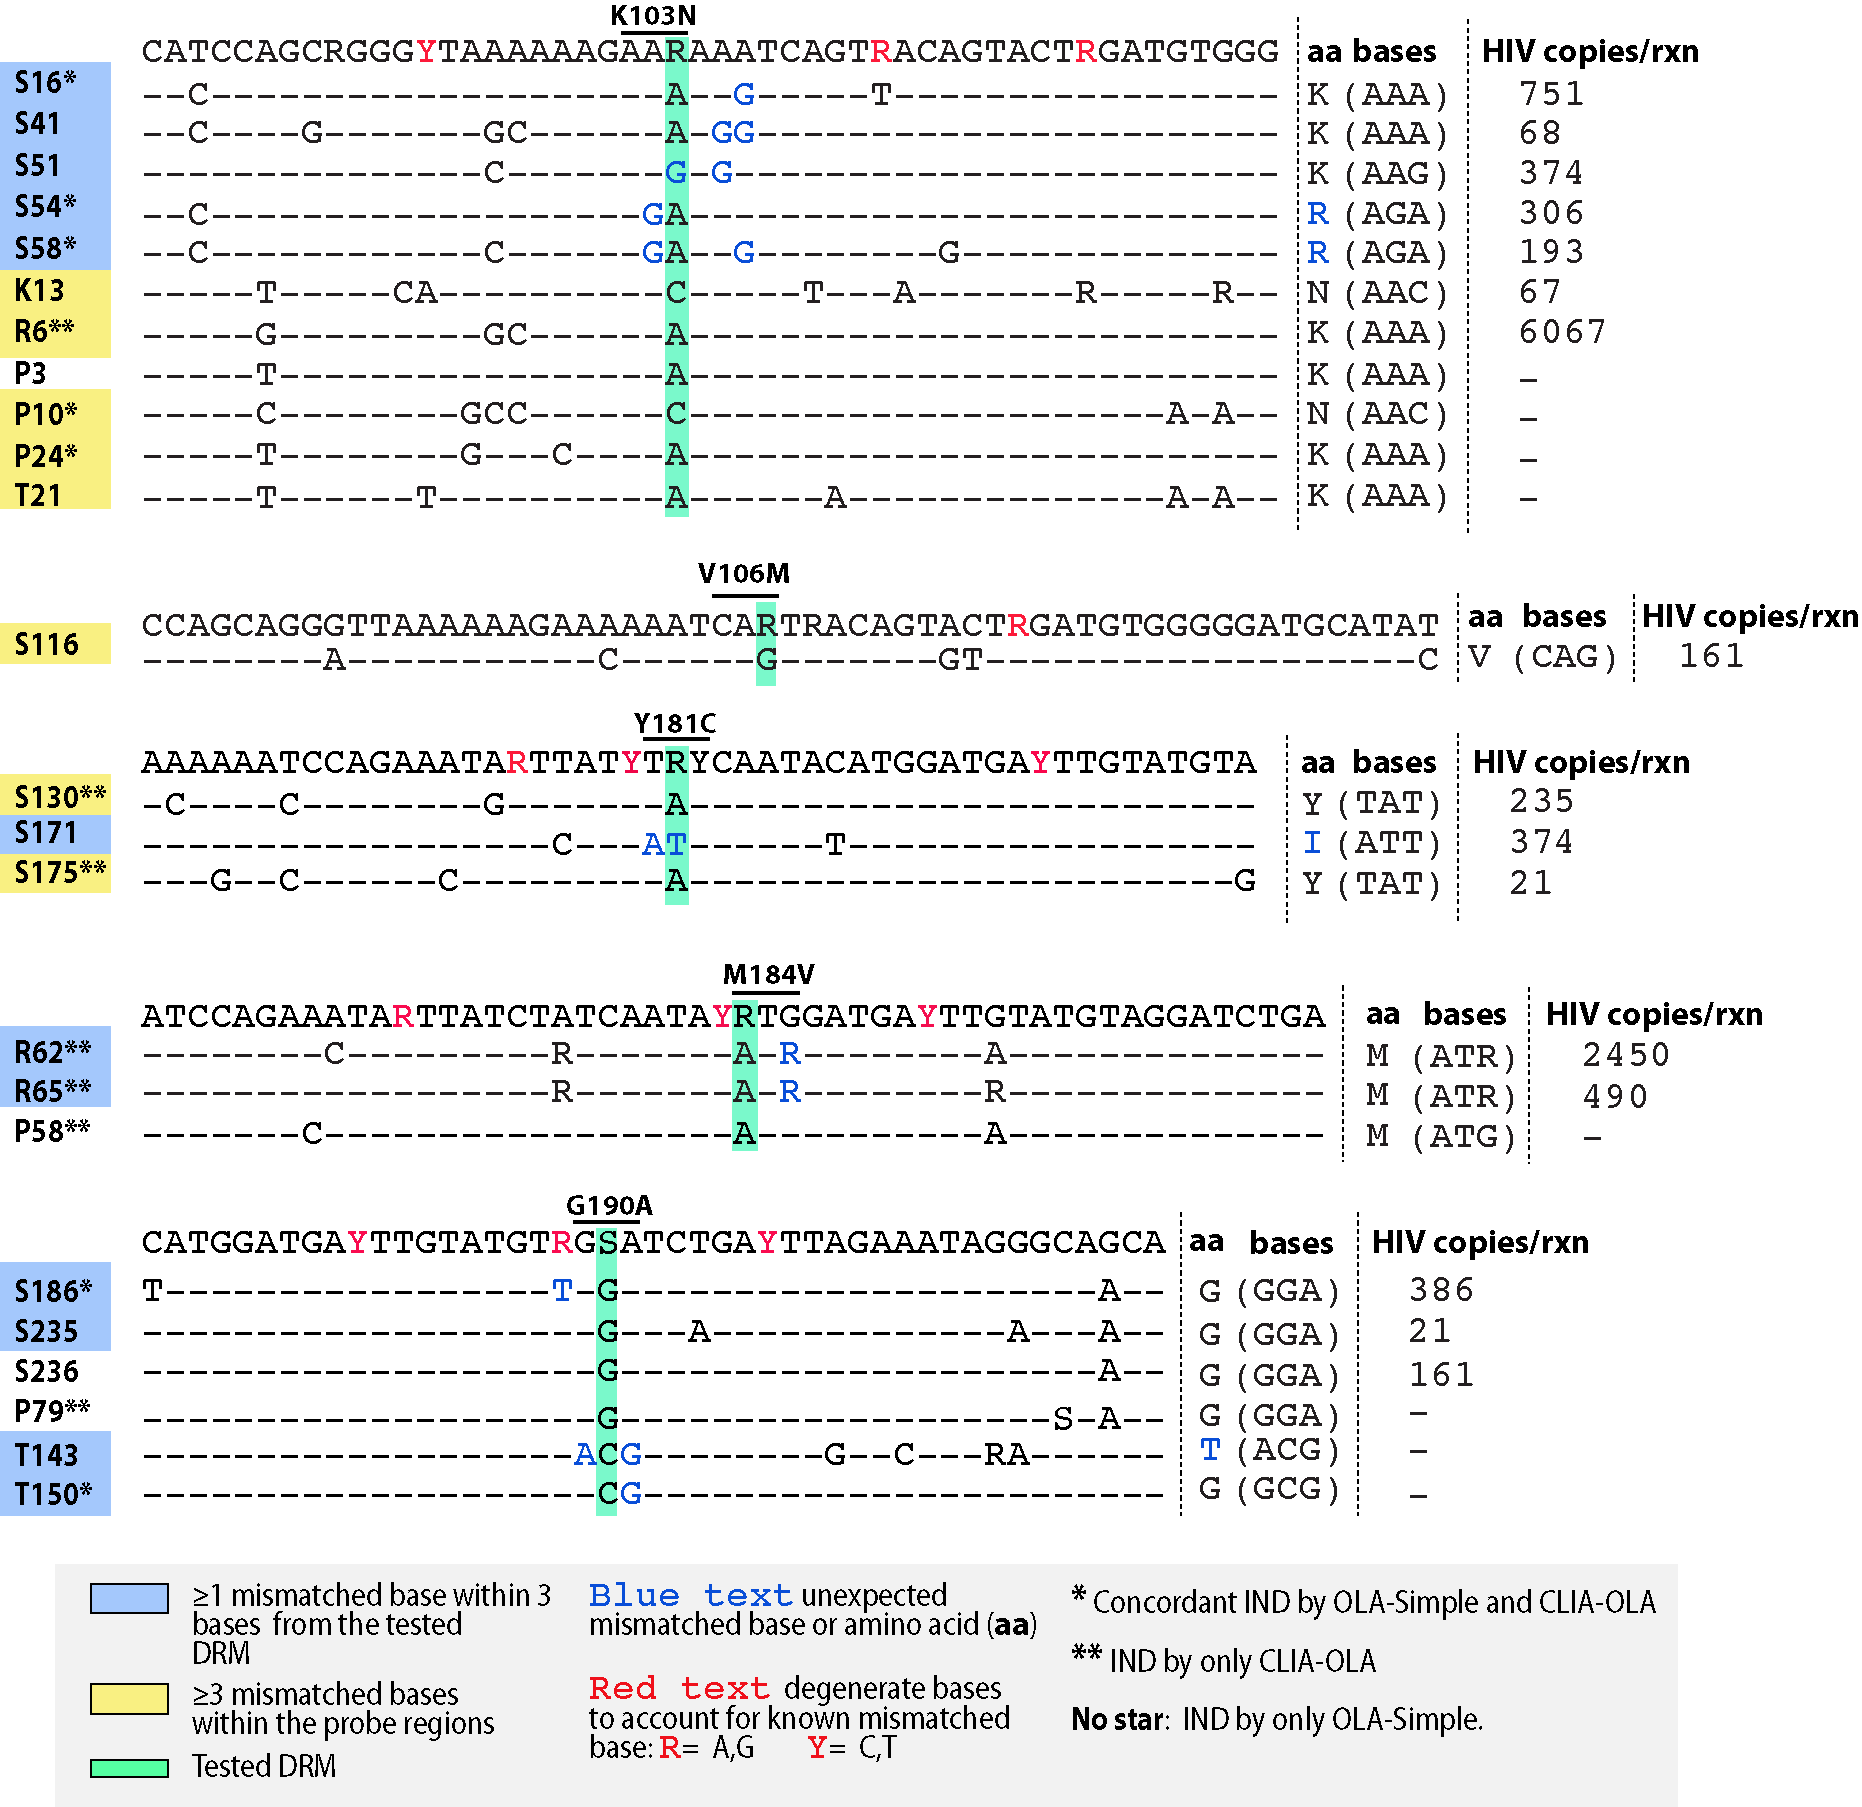 K103N
CATCCAGCRGGGYTAAAAAAGAARAAATCAGTRACAGTACTRGATGTGGG aa bases HIV copies/rxn
S16* --C--------------------A--G-----T----------------- K (AAA) 751
S41 --C----G-------GC------A-GG----------------------- K (AAA) 68
S51 ---------------C-------G-G------------------------ K (AAG) 374
S54* --C-------------------GA-------------------------- R (AGA) 306
S58* --C------------C------GA--G--------G-------------- R (AGA) 193
K13 -----T-----CA----------C-----T---A-------R-----R-- N (AAC) 67
R6** -----G---------GC------A-------------------------- K (AAA) 6067
P3 -----T-----------------A-------------------------- K (AAA) –
P10* -----C--------GCC------C---------------------A-A-- N (AAC) –
P24* -----T--------G---C----A-------------------------- K (AAA) –
T21 -----T------T----------A------A--------------A-A-- K (AAA) –
V106M
CCAGCAGGGTTAAAAAAGAAAAAATCARTRACAGTACTRGATGTGGGGGATGCATAT aa bases HIV copies/rxn
S116 --------A-----------C------G-------GT-------------------C V (CAG) 161
Y181C
AAAAAATCCAGAAATARTTATYTRYCAATACATGGATGAYTTGTATGTA aa bases HIV copies/rxn
S130** -C----C--------G-------A------------------------- Y (TAT) 235
S171 ------------------C---AT------T------------------ I (ATT) 374
S175** ---G--C------C---------A------------------------G Y (TAT) 21
M184V
ATCCAGAAATARTTATCTATCAATAYRTGGATGAYTTGTATGTAGGATCTGA aa bases HIV copies/rxn
R62** --------C---------R-------A-R--------A-------------- M (ATR) 2450
R65** ------------------R-------A-R--------R-------------- M (ATR) 490
P58** -------C------------------A----------A-------------- M (ATG) –
G190A
CATGGATGAYTTGTATGTRGSATCTGAYTTAGAAATAGGGCAGCA aa bases HIV copies/rxn
S186* T-----------------T-G---------------------A-- G (GGA) 386
S235 --------------------G---A-------------A---A-- G (GGA) 21
S236 --------------------G---------------------A-- G (GGA) 161
P79** --------------------G-------------------S-A-- G (GGA) –
T143 -------------------ACG--------G--C---RA------ T (ACG) –
T150* --------------------CG----------------------- G (GCG) –
≥1 mismatched base within 3
bases from the tested
DRM
≥3 mismatched bases
within the probe regions
Tested DRM
Blue text unexpected
mismatched base or amino acid (aa)
Red text degenerate bases
to account for known mismatched
base: R= A,G Y= C,T
* Concordant IND by OLA-Simple and CLIA-OLA
** IND by only CLIA-OLA
No star: IND by only OLA-Simple.